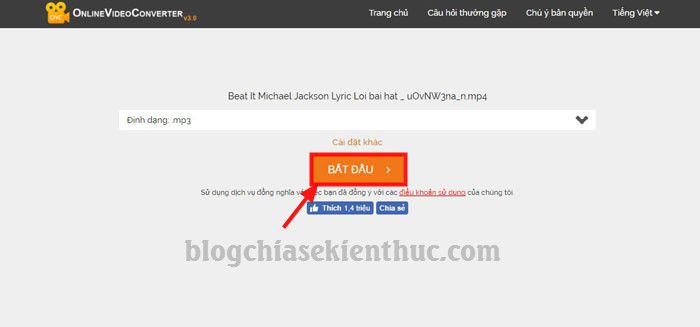 OnlineVideoConverter v3.0
Trang chủ Câu hỏi thường gặp Chú ý bản quyền Tiếng Việt
Beat It Michael Jackson Lyric Loi bai hat _ uOvNW3na_n.mp4
Định dạng: .mp3
Cài đặt khác
BẮT ĐẦU
Sử dụng dịch vụ đồng nghĩa với việc bạn đã đồng ý với các điều khoản sử dụng của chúng tôi.
Thích 1,4 triệu Chia sẻ
blogchiasekienthuc.com